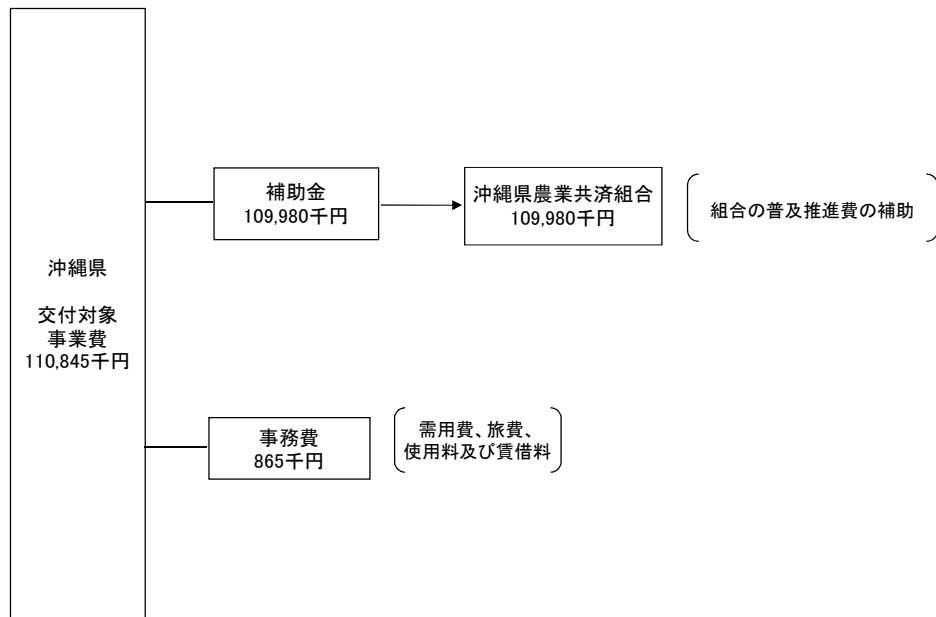 沖縄県
交付対象
事業費
110,845千円
補助金
109,980千円
沖縄県農業共済組合
109,980千円
組合の普及推進費の補助
事務費
865千円
需用費、旅費、
使用料及び賃借料